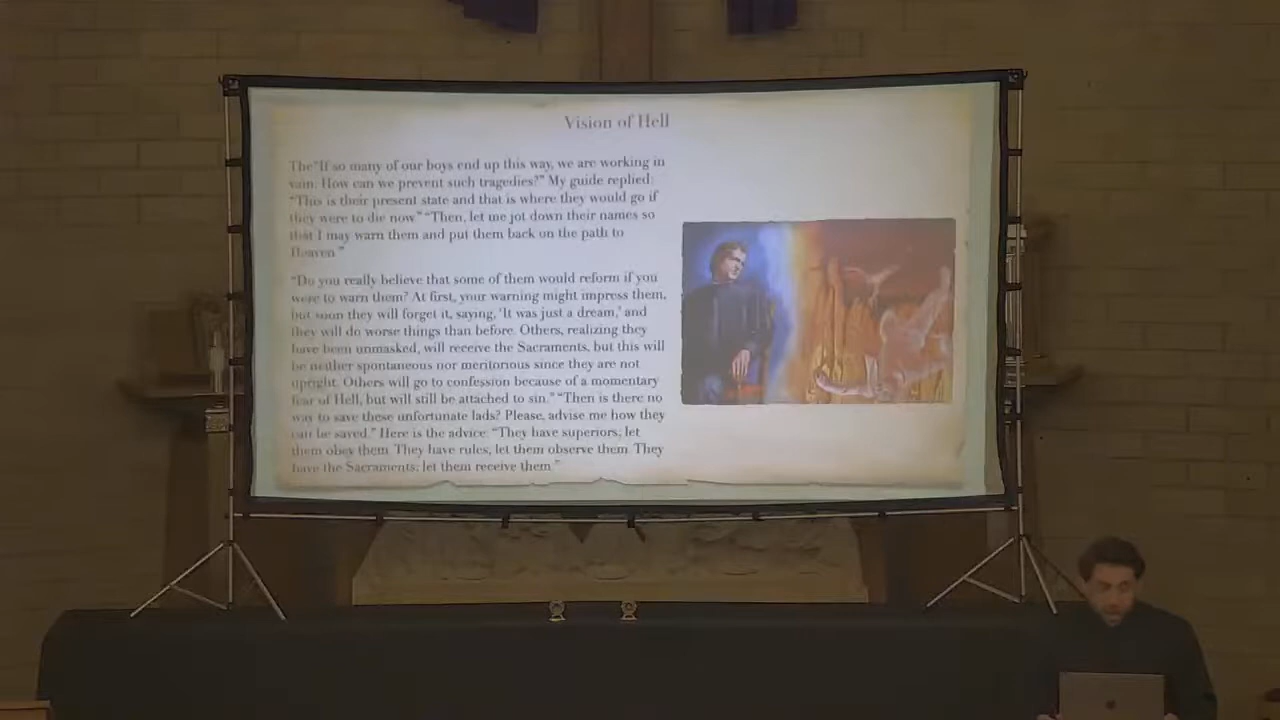 Vision of Hell
The "If so many of our boys end up this way, we are working in
vain. How can we prevent such tragedies?" My guide replied:
"This is their present state and that is where they would go if
they were to die now." "Then, let me jot down their names so
that I may warn them and put them back on the path to
Heaven."
"Do you really believe that some of them would reform if you
were to warn them? At first, your warning might impress them,
but soon they will forget it, saying, 'It was just a dream,' and
they will do worse things than before. Others, realizing they
have been unmasked, will receive the Sacraments, but this will
be neither spontaneous nor meritorious since they are not
upright. Others will go to confession because of a momentary
fear of Hell, but will still be attached to sin." "Then is there no
way to save these unfortunate lads? Please, advise me how they
can be saved." Here is the advice: "They have superiors; let
them obey them. They have rules; let them observe them. They
have the Sacraments; let them receive them."